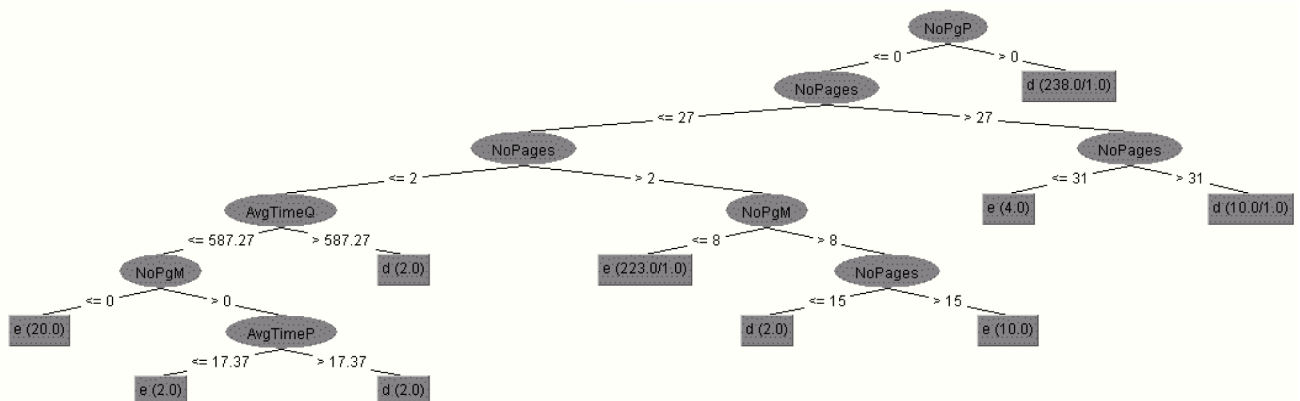 NoPgP
<= 0 > 0
NoPages d (238.0/1.0)
<= 27 > 27
NoPages NoPages
<= 2 > 2 <= 31 > 31
AvgTimeQ NoPgM e (4.0) d (10.0/1.0)
<= 587.27 > 587.27 <= 8 > 8
NoPgM d (2.0) e (223.0/1.0) NoPages
<= 0 > 0 <= 15 > 15
e (20.0) AvgTimeP d (2.0) e (10.0)
<= 17.37 > 17.37
e (2.0) d (2.0)